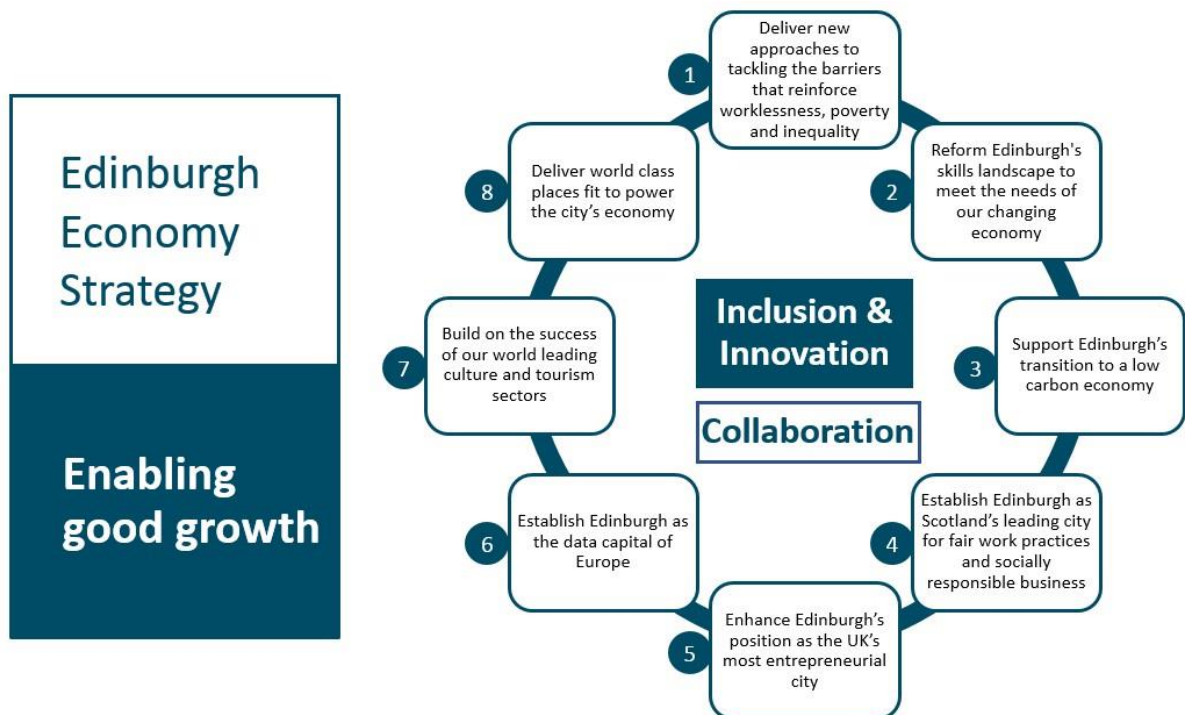 Edinburgh
Economy
Strategy
Enabling
good growth
1
Deliver new
approaches to
tackling the barriers
that reinforce
worklessness, poverty
and inequality
2
Reform Edinburgh's
skills landscape to
meet the needs of
our changing
economy
3
Support Edinburgh’s
transition to a low
carbon economy
4
Establish Edinburgh as
Scotland’s leading city
for fair work practices
and socially
responsible business
5
Enhance Edinburgh’s
position as the UK’s
most entrepreneurial
city
6
Establish Edinburgh as
the data capital of
Europe
7
Build on the success
of our world leading
culture and tourism
sectors
8
Deliver world class
places fit to power
the city’s economy
Inclusion &
Innovation
Collaboration